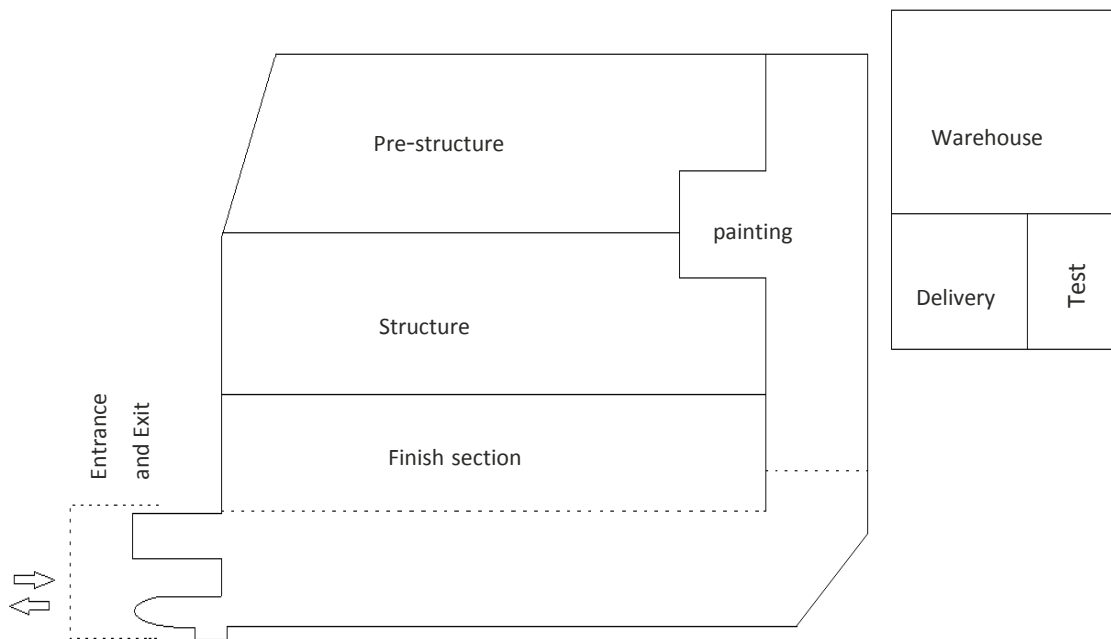 Pre-structure
Warehouse
painting
Delivery
Test
Structure
Entrance
and Exit
Finish section